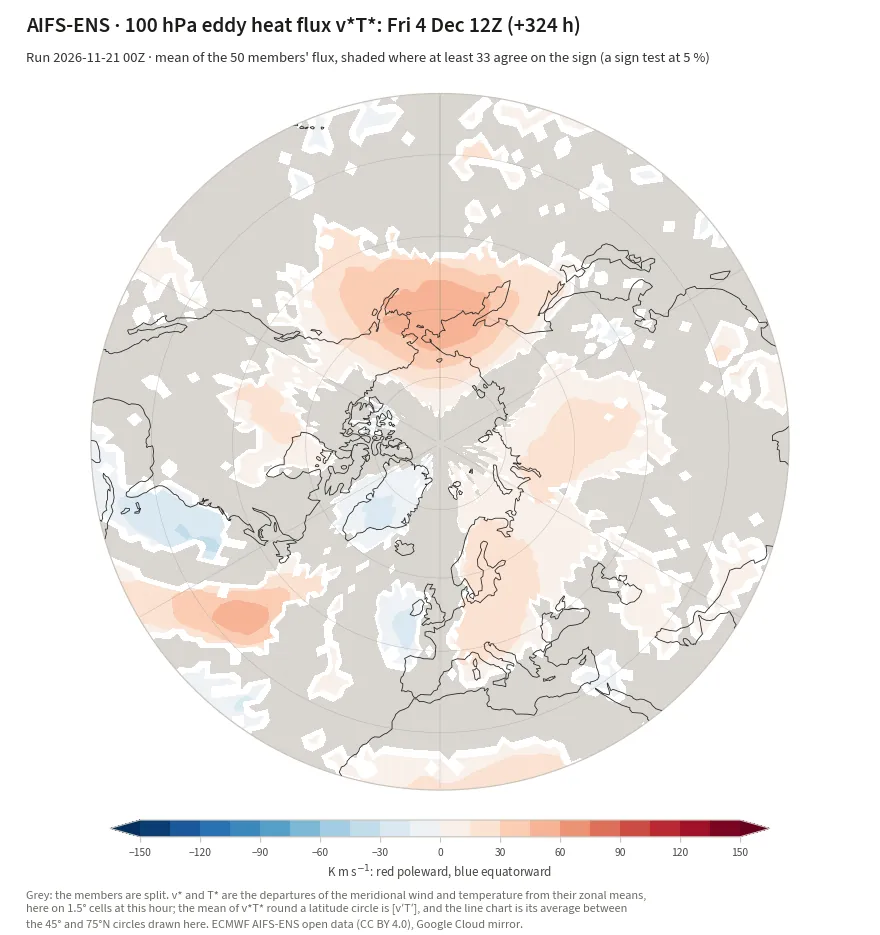 AIFS-ENS · 100 hPa eddy heat flux v*T*: Fri 4 Dec 12Z (+324 h)
Run 2026-11-21 00Z · mean of the 50 members' flux, shaded where at least 33 agree on the sign (a sign test at 5 %)
−150 −120 −90 −60 −30 0 30 60 90 120 150
K m s⁻¹: red poleward, blue equatorward
Grey: the members are split. v* and T* are the departures of the meridional wind and temperature from their zonal means,
here on 1.5° cells at this hour; the mean of v*T* round a latitude circle is [v'T'], and the line chart is its average between
the 45° and 75°N circles drawn here. ECMWF AIFS-ENS open data (CC BY 4.0), Google Cloud mirror.